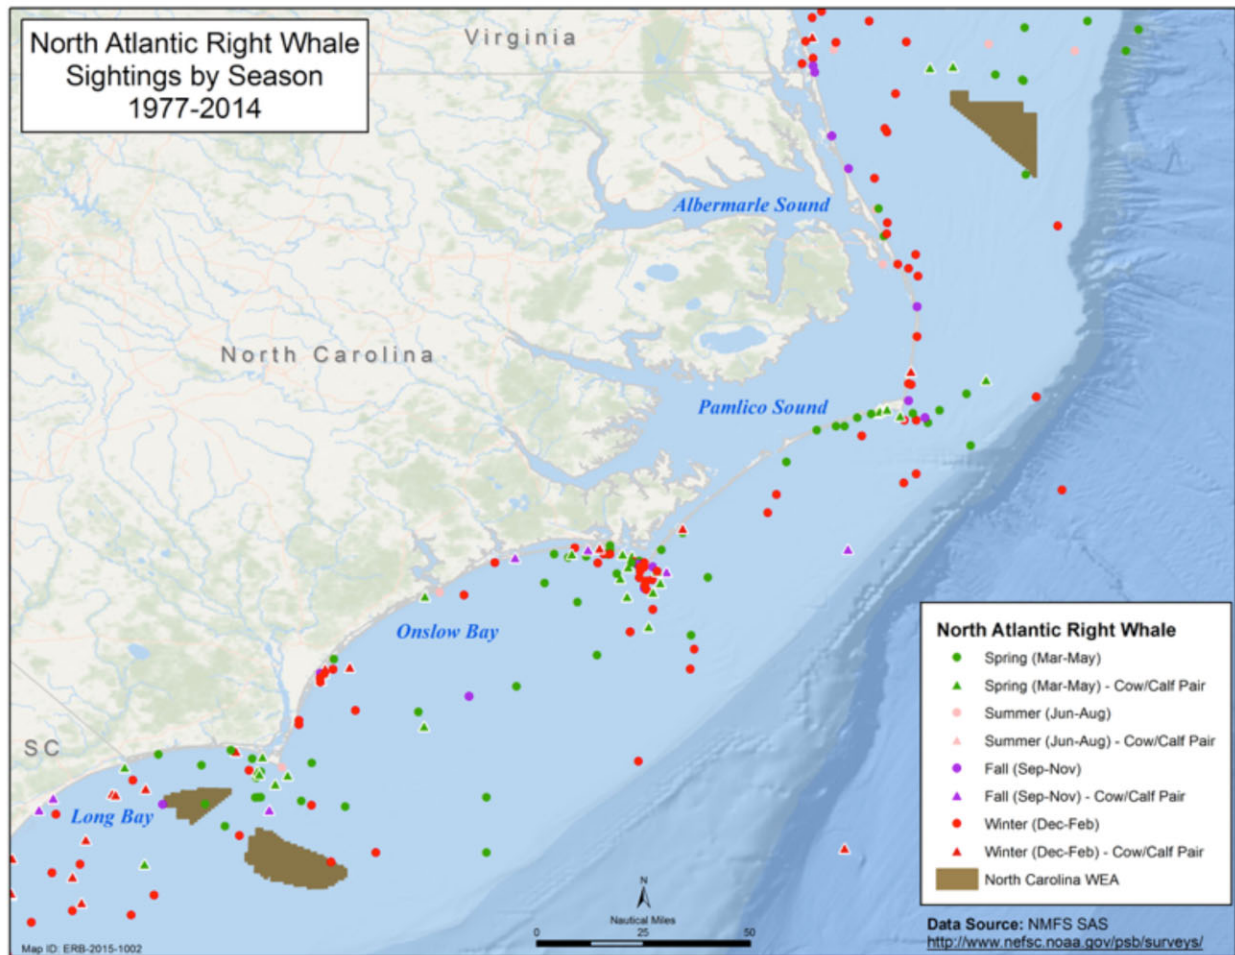 North Atlantic Right Whale
Sightings by Season
1977-2014
Virginia
Albermarle Sound
North Carolina
Pamlico Sound
Onslow Bay
SC
Long Bay
North Atlantic Right Whale
Spring (Mar-May)
Spring (Mar-May) - Cow/Calf Pair
Summer (Jun-Aug)
Summer (Jun-Aug) - Cow/Calf Pair
Fall (Sep-Nov)
Fall (Sep-Nov) - Cow/Calf Pair
Winter (Dec-Feb)
Winter (Dec-Feb) - Cow/Calf Pair
North Carolina WEA
N
Nautical Miles
0 25 50
Data Source: NMFS SAS
http://www.nefsc.noaa.gov/psb/surveys/
Map ID: ERB-2015-1002